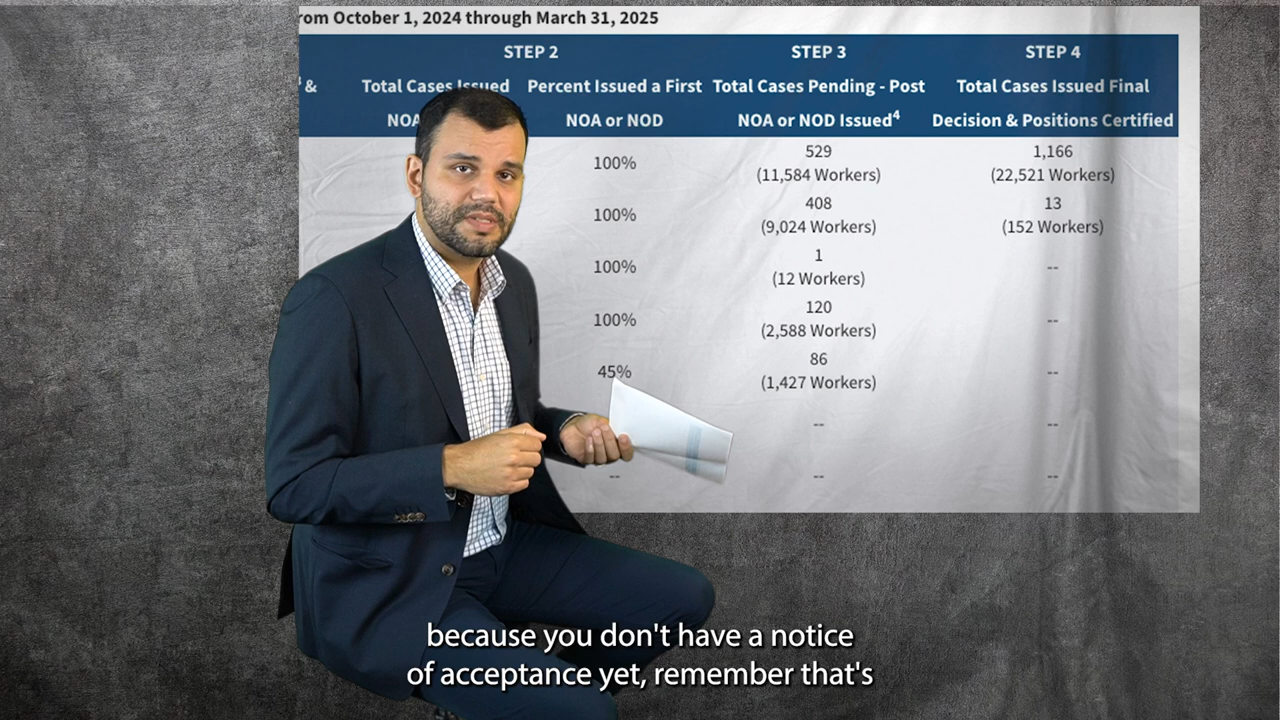 rom October 1, 2024 through March 31, 2025
STEP 2 STEP 3 STEP 4
& Total Cases Issued Percent Issued a First Total Cases Pending - Post Total Cases Issued Final
NOA NOA or NOD NOA or NOD Issued4 Decision & Positions Certified
100% 529 1,166
(11,584 Workers) (22,521 Workers)
100% 408 13
(9,024 Workers) (152 Workers)
100% 1 --
(12 Workers)
100% 120 --
(2,588 Workers)
45% 86 --
(1,427 Workers)
-- --
-- -- --
because you don't have a notice
of acceptance yet, remember that's